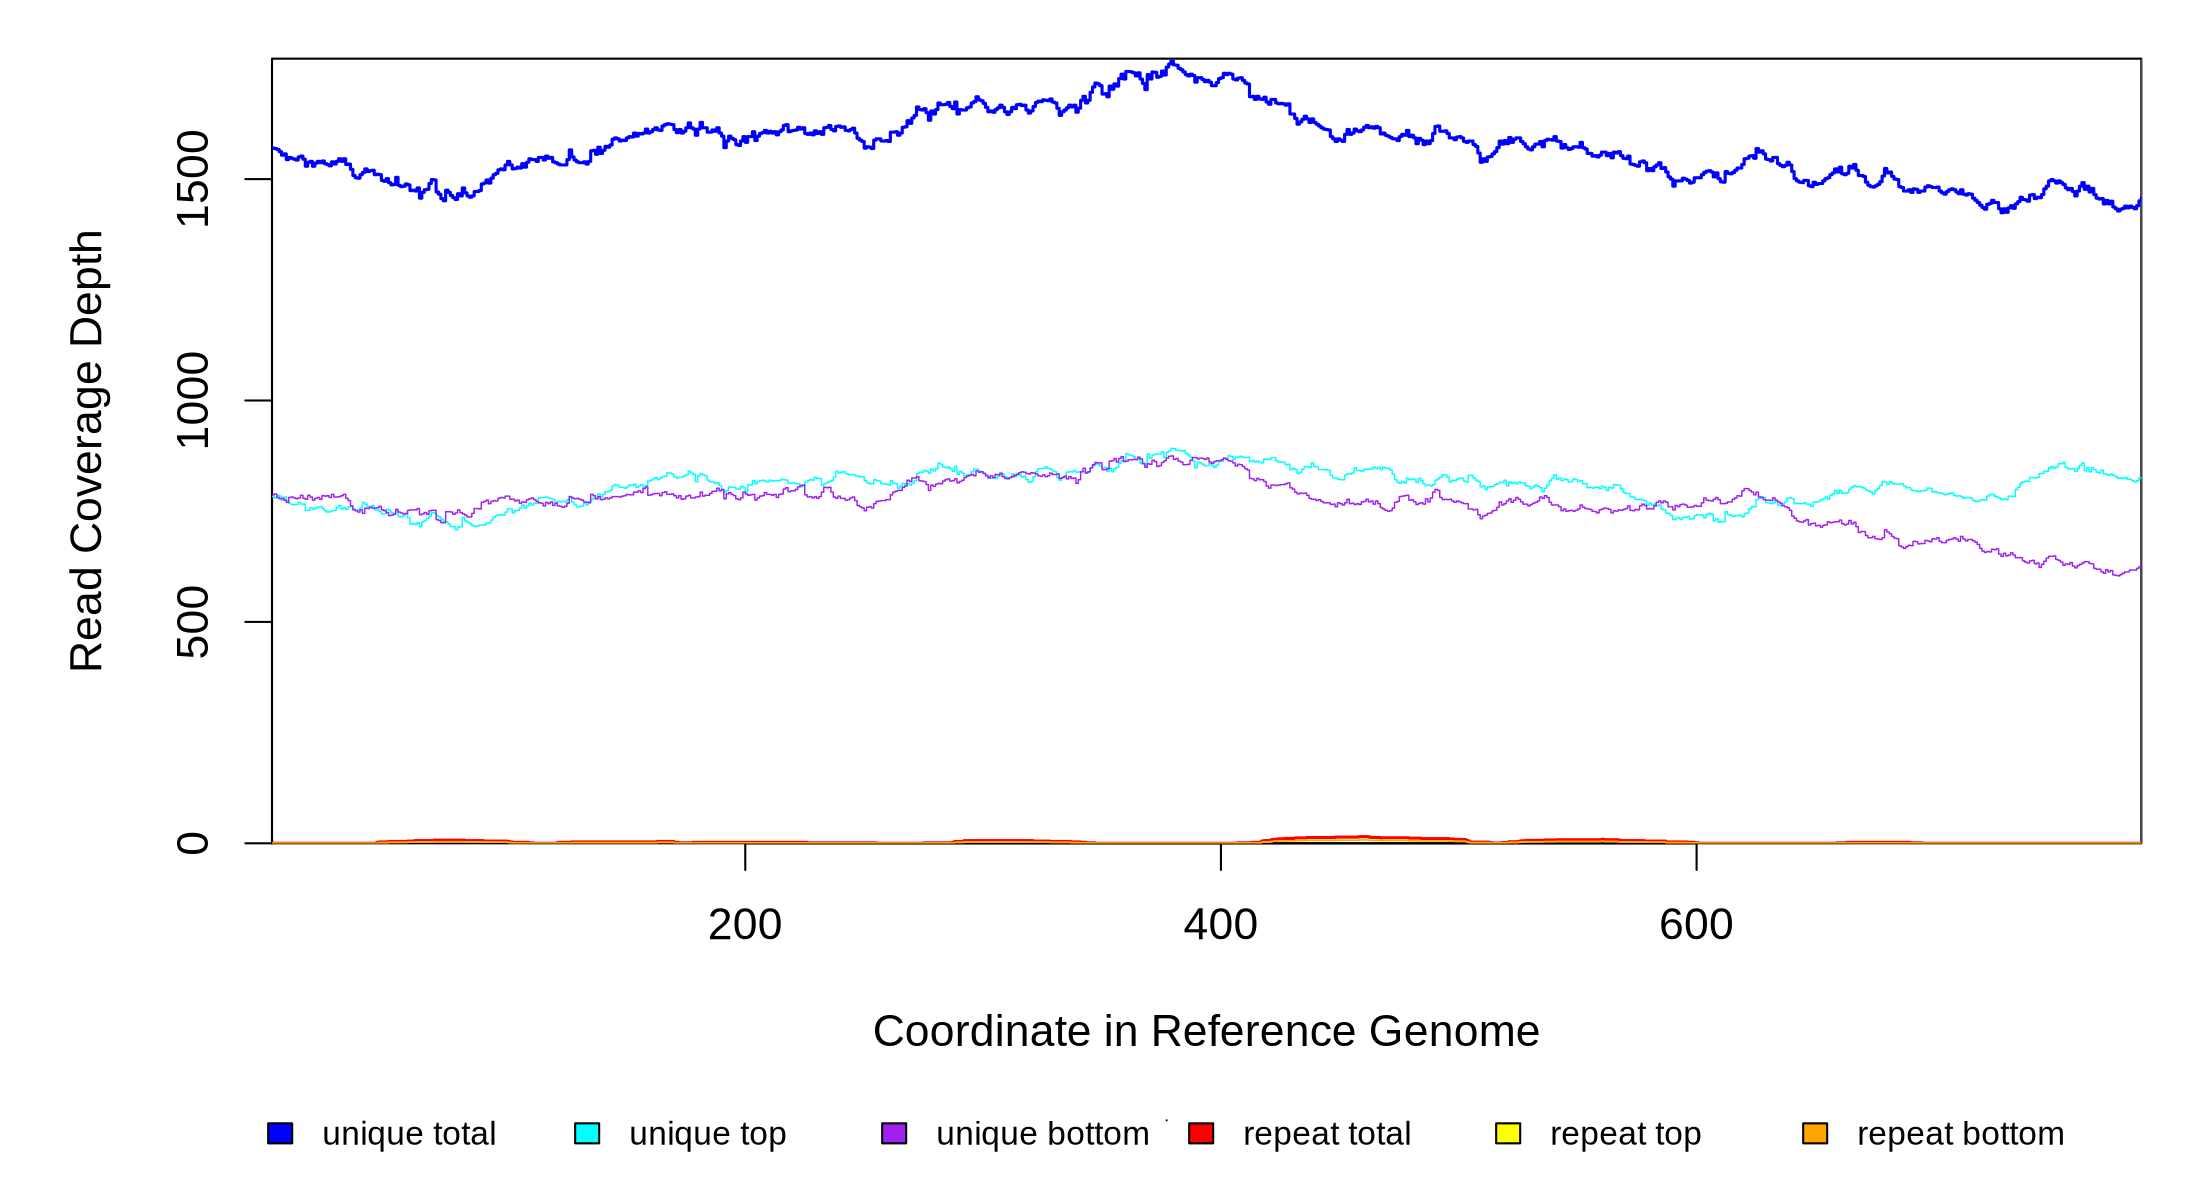 Read Coverage Depth
1500
1000
500
0
200 400 600
Coordinate in Reference Genome
unique total unique top unique bottom repeat total repeat top repeat bottom